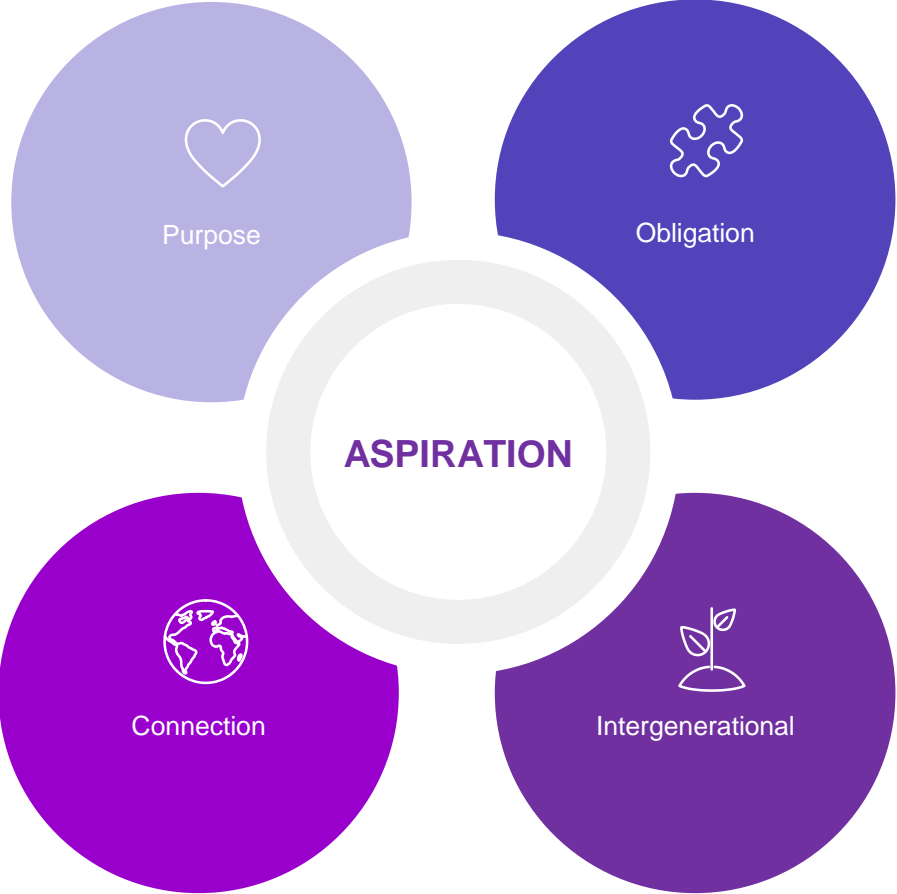 Purpose
Obligation
ASPIRATION
Connection
Intergenerational